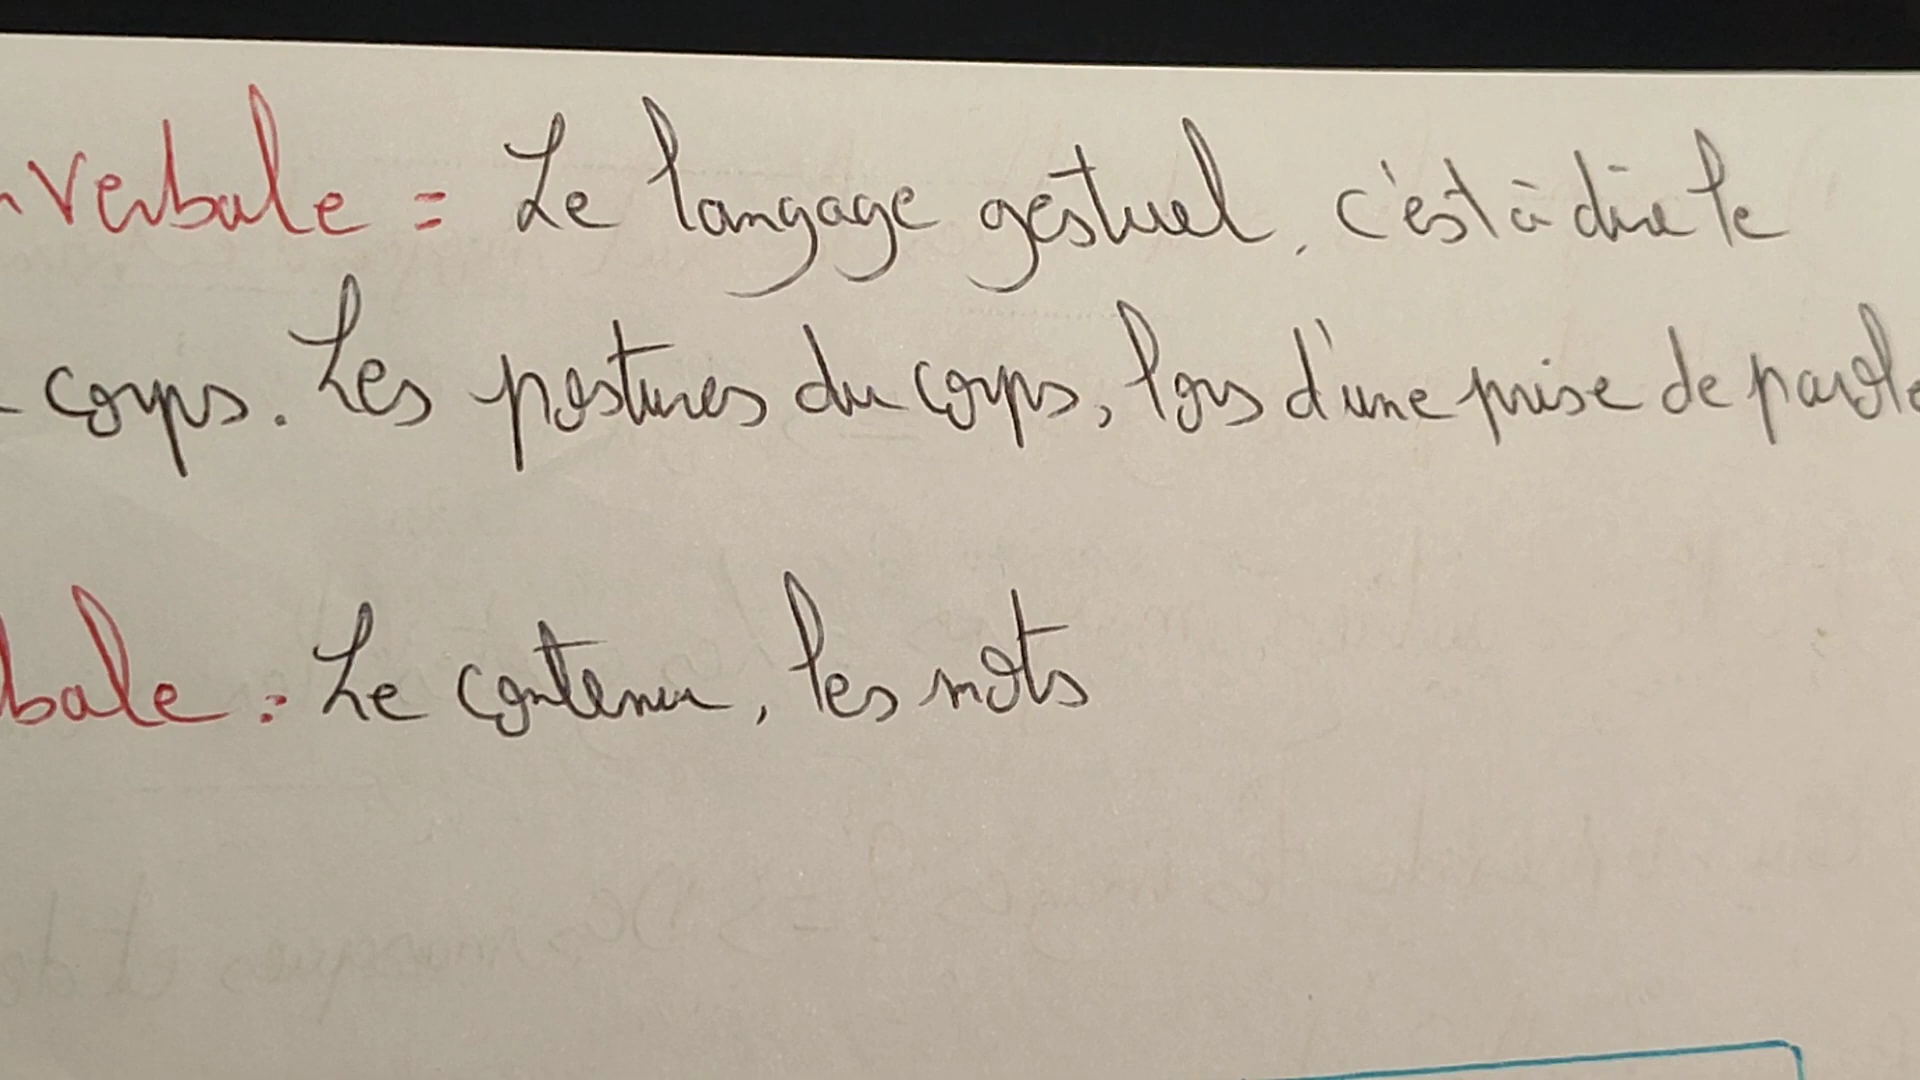 n verbale = Le langage gestuel, c'est à dire le
corps. Les postures du corps, lors d'une prise de parole
bale : Le contenu, les mots